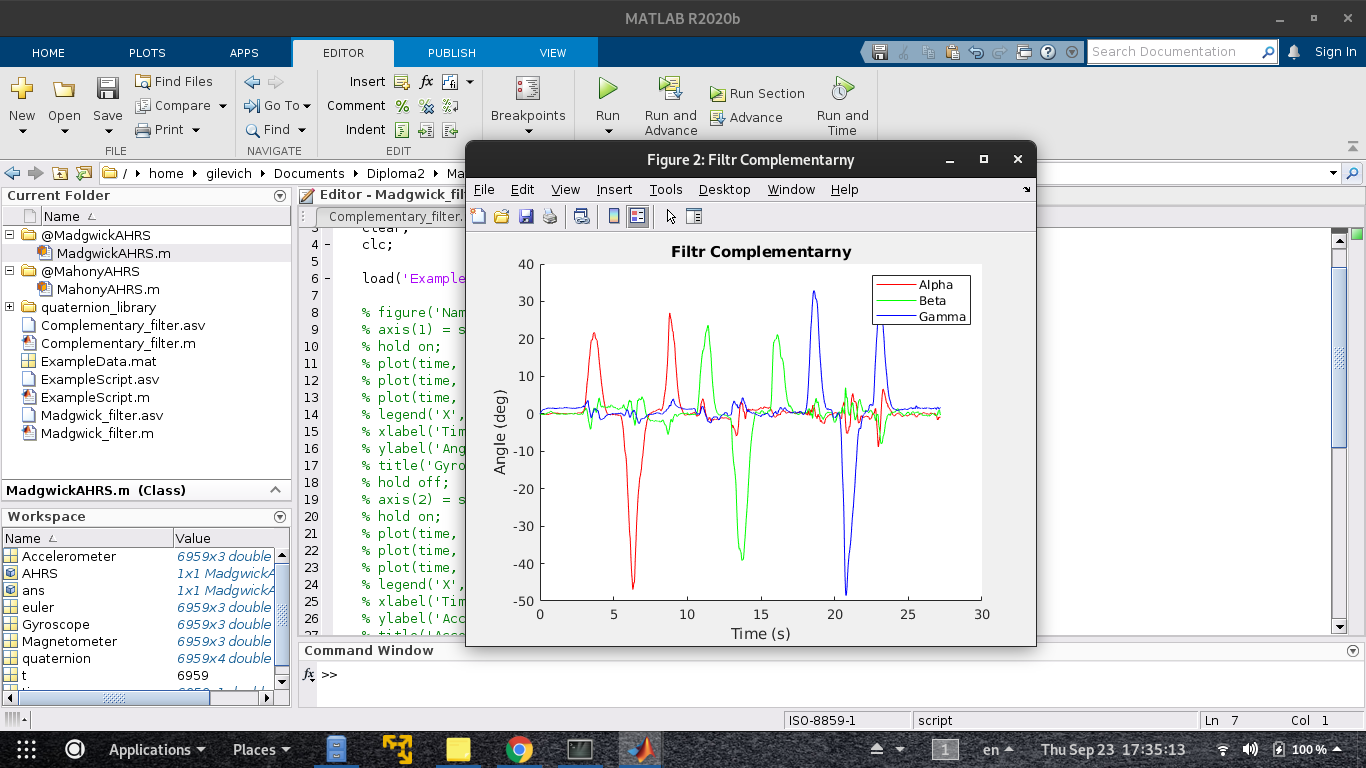 MATLAB R2020b
HOME PLOTS APPS EDITOR PUBLISH VIEW Search Documentation Sign In
New Open Save Find Files Compare Print
Go To Find
Insert fx
Comment
Indent
Breakpoints Run Run and Advance Run Section Advance Run and Time
FILE NAVIGATE EDIT
/ home gilevich Documents Diploma2
Current Folder
Name
@MadgwickAHRS
MadgwickAHRS.m
@MahonyAHRS
MahonyAHRS.m
quaternion_library
Complementary_filter.asv
Complementary_filter.m
ExampleData.mat
ExampleScript.asv
ExampleScript.m
Madgwick_filter.asv
Madgwick_filter.m
MadgwickAHRS.m (Class)
Workspace
Name Value
Accelerometer 6959x3 double
AHRS 1x1 MadgwickA
ans 1x1 MadgwickA
euler 6959x3 double
Gyroscope 6959x3 double
Magnetometer 6959x3 double
quaternion 6959x4 double
t 6959
Editor - Madgwick_fil
Complementary_filter.
3 clear;
4 clc;
5
6 load('Example
7
8 % figure('Nam
9 % axis(1) = s
10 % hold on;
11 % plot(time,
12 % plot(time,
13 % plot(time,
14 % legend('X',
15 % xlabel('Tim
16 % ylabel('Ang
17 % title('Gyro
18 % hold off;
19 % axis(2) = s
20 % hold on;
21 % plot(time,
22 % plot(time,
23 % plot(time,
24 % legend('X',
25 % xlabel('Tim
26 % ylabel('Acc
27 % title('Acce
Figure 2: Filtr Complementarny
File Edit View Insert Tools Desktop Window Help
Filtr Complementarny
Alpha
Beta
Gamma
Angle (deg)
40
30
20
10
0
-10
-20
-30
-40
-50
0 5 10 15 20 25 30
Time (s)
Command Window
fx >>
ISO-8859-1 script Ln 7 Col 1
Applications Places 1 en Thu Sep 23 17:35:13 100 %